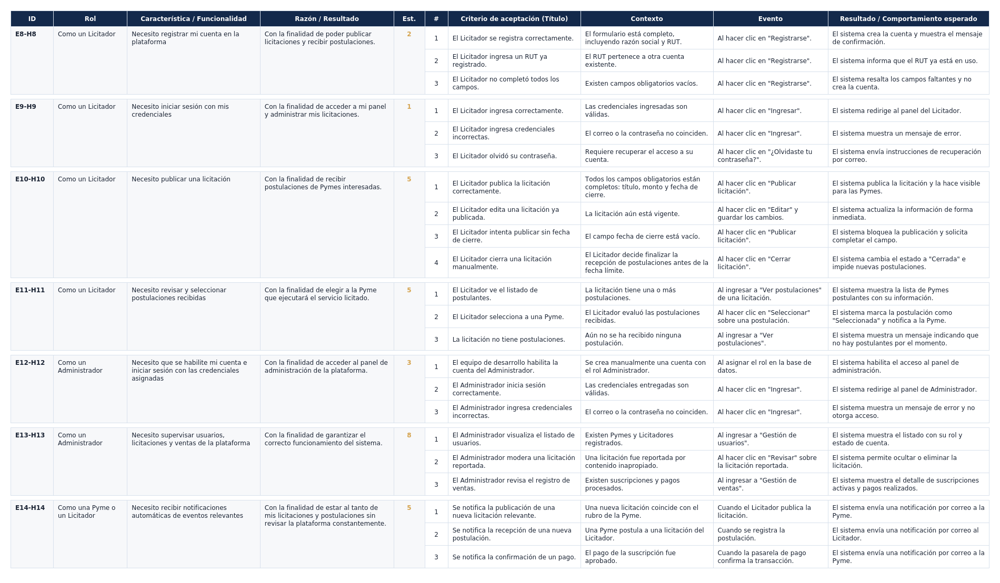 ID Rol Característica / Funcionalidad Razón / Resultado Est. # Criterio de aceptación (Título) Contexto Evento Resultado / Comportamiento esperado
E8-H8
Como un Licitador
Necesito registrar mi cuenta en la
plataforma
Con la finalidad de poder publicar
licitaciones y recibir postulaciones.
2
1
El Licitador se registra correctamente.
El formulario está completo,
incluyendo razón social y RUT.
Al hacer clic en "Registrarse".
El sistema crea la cuenta y muestra el mensaje
de confirmación.
2
El Licitador ingresa un RUT ya
registrado.
El RUT pertenece a otra cuenta
existente.
Al hacer clic en "Registrarse".
El sistema informa que el RUT ya está en uso.
3
El Licitador no completó todos los
campos.
Existen campos obligatorios vacíos.
Al hacer clic en "Registrarse".
El sistema resalta los campos faltantes y no
crea la cuenta.
E9-H9
Como un Licitador
Necesito iniciar sesión con mis
credenciales
Con la finalidad de acceder a mi panel
y administrar mis licitaciones.
1
1
El Licitador ingresa correctamente.
Las credenciales ingresadas son
válidas.
Al hacer clic en "Ingresar".
El sistema redirige al panel del Licitador.
2
El Licitador ingresa credenciales
incorrectas.
El correo o la contraseña no coinciden.
Al hacer clic en "Ingresar".
El sistema muestra un mensaje de error.
3
El Licitador olvidó su contraseña.
Requiere recuperar el acceso a su
cuenta.
Al hacer clic en "¿Olvidaste tu
contraseña?".
El sistema envía instrucciones de recuperación
por correo.
E10-H10
Como un Licitador
Necesito publicar una licitación
Con la finalidad de recibir
postulaciones de Pymes interesadas.
5
1
El Licitador publica la licitación
correctamente.
Todos los campos obligatorios están
completos: título, monto y fecha de
cierre.
Al hacer clic en "Publicar
licitación".
El sistema publica la licitación y la hace visible
para las Pymes.
2
El Licitador edita una licitación ya
publicada.
La licitación aún está vigente.
Al hacer clic en "Editar" y
guardar los cambios.
El sistema actualiza la información de forma
inmediata.
3
El Licitador intenta publicar sin fecha
de cierre.
El campo fecha de cierre está vacío.
Al hacer clic en "Publicar
licitación".
El sistema bloquea la publicación y solicita
completar el campo.
4
El Licitador cierra una licitación
manualmente.
El Licitador decide finalizar la
recepción de postulaciones antes de la
fecha límite.
Al hacer clic en "Cerrar
licitación".
El sistema cambia el estado a "Cerrada" e
impide nuevas postulaciones.
E11-H11
Como un Licitador
Necesito revisar y seleccionar
postulaciones recibidas
Con la finalidad de elegir a la Pyme
que ejecutará el servicio licitado.
5
1
El Licitador ve el listado de
postulantes.
La licitación tiene una o más
postulaciones.
Al ingresar a "Ver postulaciones"
de una licitación.
El sistema muestra la lista de Pymes
postulantes con su información.
2
El Licitador selecciona a una Pyme.
El Licitador evaluó las postulaciones
recibidas.
Al hacer clic en "Seleccionar"
sobre una postulación.
El sistema marca la postulación como
"Seleccionada" y notifica a la Pyme.
3
La licitación no tiene postulaciones.
Aún no se ha recibido ninguna
postulación.
Al ingresar a "Ver
postulaciones".
El sistema muestra un mensaje indicando que
no hay postulantes por el momento.
E12-H12
Como un
Administrador
Necesito que se habilite mi cuenta e
iniciar sesión con las credenciales
asignadas
Con la finalidad de acceder al panel de
administración de la plataforma.
3
1
El equipo de desarrollo habilita la
cuenta del Administrador.
Se crea manualmente una cuenta con
el rol Administrador.
Al asignar el rol en la base de
datos.
El sistema habilita el acceso al panel de
administración.
2
El Administrador inicia sesión
correctamente.
Las credenciales entregadas son
válidas.
Al hacer clic en "Ingresar".
El sistema redirige al panel de Administrador.
3
El Administrador ingresa credenciales
incorrectas.
El correo o la contraseña no coinciden.
Al hacer clic en "Ingresar".
El sistema muestra un mensaje de error y no
otorga acceso.
E13-H13
Como un
Administrador
Necesito supervisar usuarios,
licitaciones y ventas de la plataforma
Con la finalidad de garantizar el
correcto funcionamiento del sistema.
8
1
El Administrador visualiza el listado de
usuarios.
Existen Pymes y Licitadores
registrados.
Al ingresar a "Gestión de
usuarios".
El sistema muestra el listado con su rol y
estado de cuenta.
2
El Administrador modera una licitación
reportada.
Una licitación fue reportada por
contenido inapropiado.
Al hacer clic en "Revisar" sobre
la licitación reportada.
El sistema permite ocultar o eliminar la
licitación.
3
El Administrador revisa el registro de
ventas.
Existen suscripciones y pagos
procesados.
Al ingresar a "Gestión de
ventas".
El sistema muestra el detalle de suscripciones
activas y pagos realizados.
E14-H14
Como una Pyme o
un Licitador
Necesito recibir notificaciones
automáticas de eventos relevantes
Con la finalidad de estar al tanto de
mis licitaciones y postulaciones sin
revisar la plataforma constantemente.
5
1
Se notifica la publicación de una
nueva licitación relevante.
Una nueva licitación coincide con el
rubro de la Pyme.
Cuando el Licitador publica la
licitación.
El sistema envía una notificación por correo a la
Pyme.
2
Se notifica la recepción de una nueva
postulación.
Una Pyme postula a una licitación del
Licitador.
Cuando se registra la
postulación.
El sistema envía una notificación por correo al
Licitador.
3
Se notifica la confirmación de un pago.
El pago de la suscripción fue
aprobado.
Cuando la pasarela de pago
confirma la transacción.
El sistema envía una notificación por correo a la
Pyme.